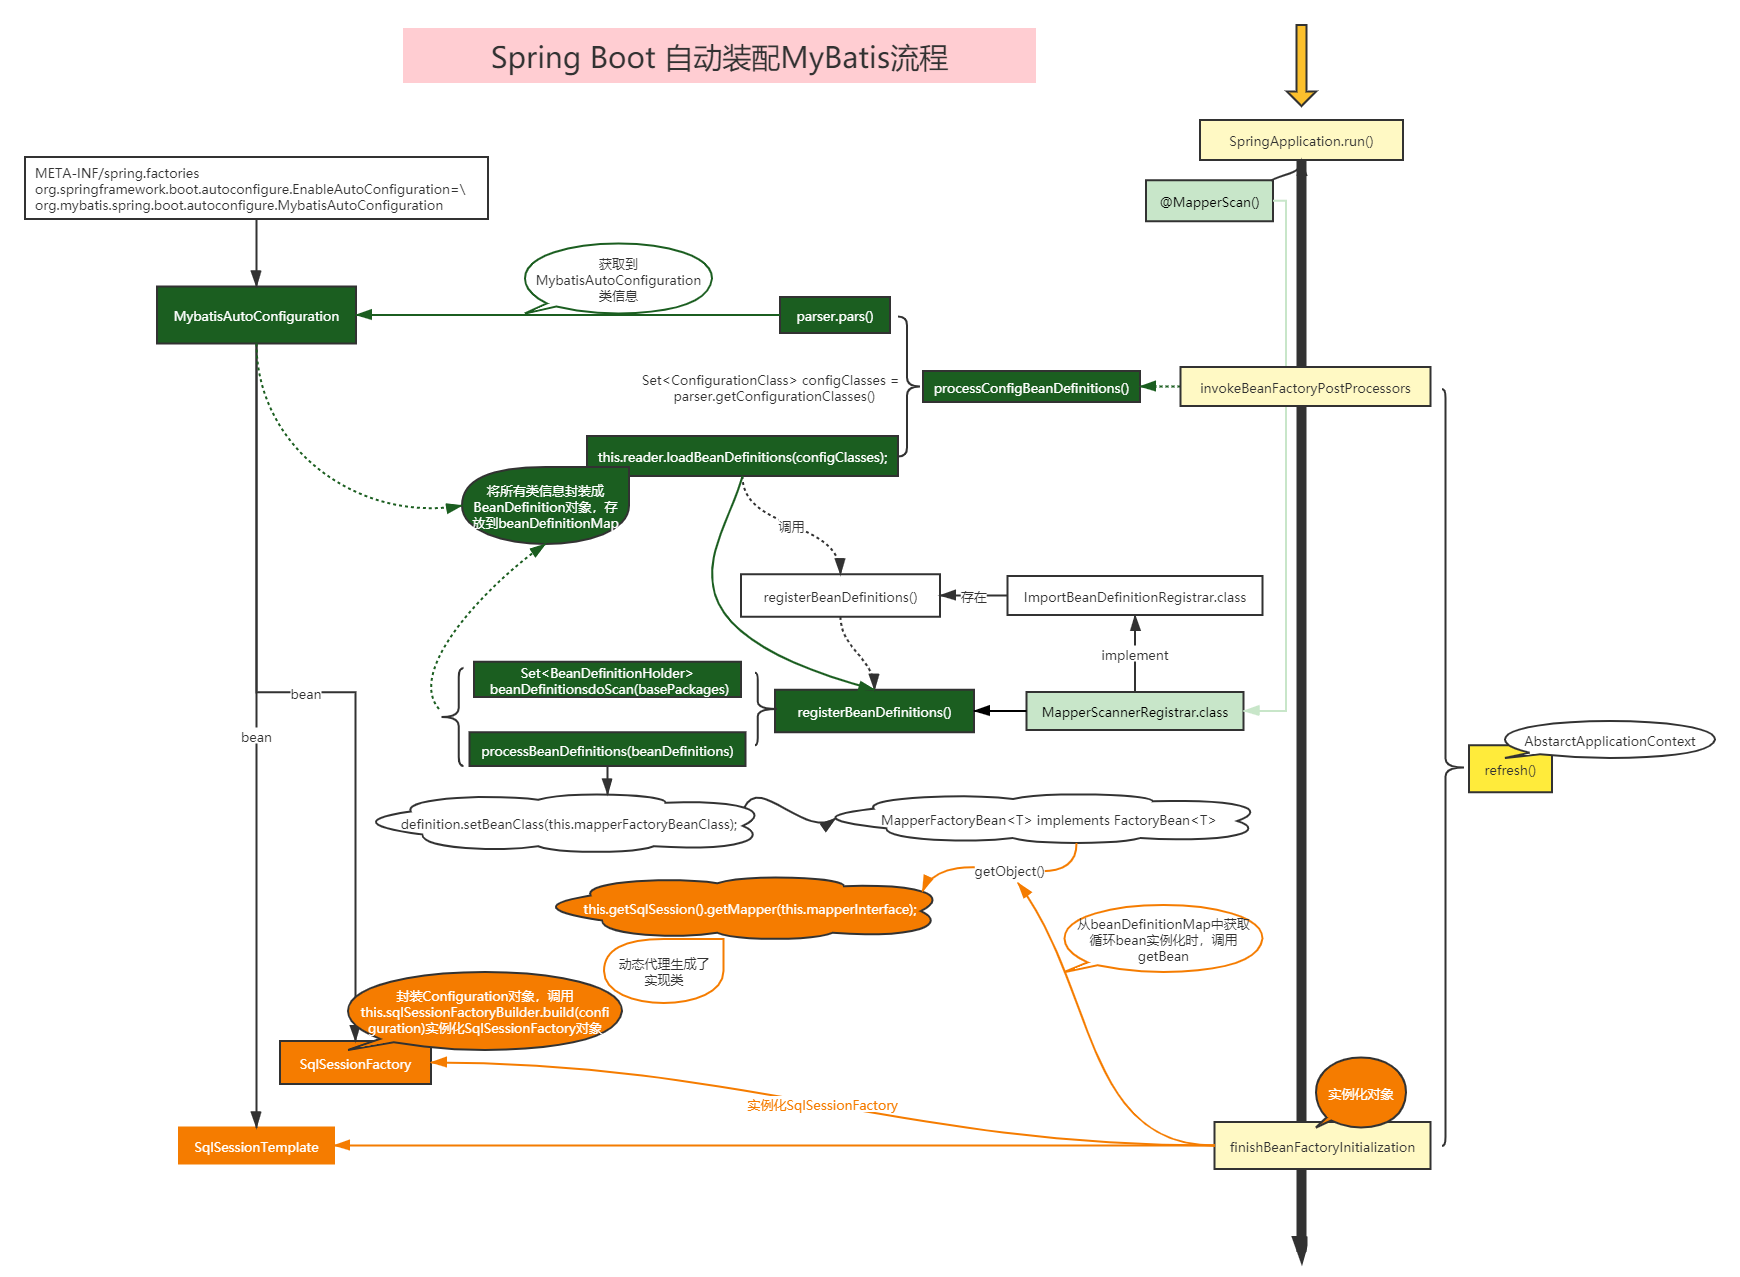 Spring Boot 自动装配MyBatis流程
SpringApplication.run()
META-INF/spring.factories
org.springframework.boot.autoconfigure.EnableAutoConfiguration=\
org.mybatis.spring.boot.autoconfigure.MybatisAutoConfiguration
@MapperScan()
获取到
MybatisAutoConfiguration
类信息
MybatisAutoConfiguration
parser.pars()
Set<ConfigurationClass> configClasses =
parser.getConfigurationClasses()
processConfigBeanDefinitions()
invokeBeanFactoryPostProcessors
this.reader.loadBeanDefinitions(configClasses);
将所有类信息封装成
BeanDefinition对象，存
放到beanDefinitionMap
调用
registerBeanDefinitions()
存在
ImportBeanDefinitionRegistrar.class
implement
Set<BeanDefinitionHolder>
beanDefinitionsdoScan(basePackages)
registerBeanDefinitions()
MapperScannerRegistrar.class
bean
bean
processBeanDefinitions(beanDefinitions)
AbstarctApplicationContext
refresh()
definition.setBeanClass(this.mapperFactoryBeanClass);
MapperFactoryBean<T> implements FactoryBean<T>
getObject()
this.getSqlSession().getMapper(this.mapperInterface);
从beanDefinitionMap中获取
循环bean实例化时，调用
getBean
动态代理生成了
实现类
封装Configuration对象，调用
this.sqlSessionFactoryBuilder.build(confi
guration)实例化SqlSessionFactory对象
SqlSessionFactory
实例化SqlSessionFactory
实例化对象
SqlSessionTemplate
finishBeanFactoryInitialization